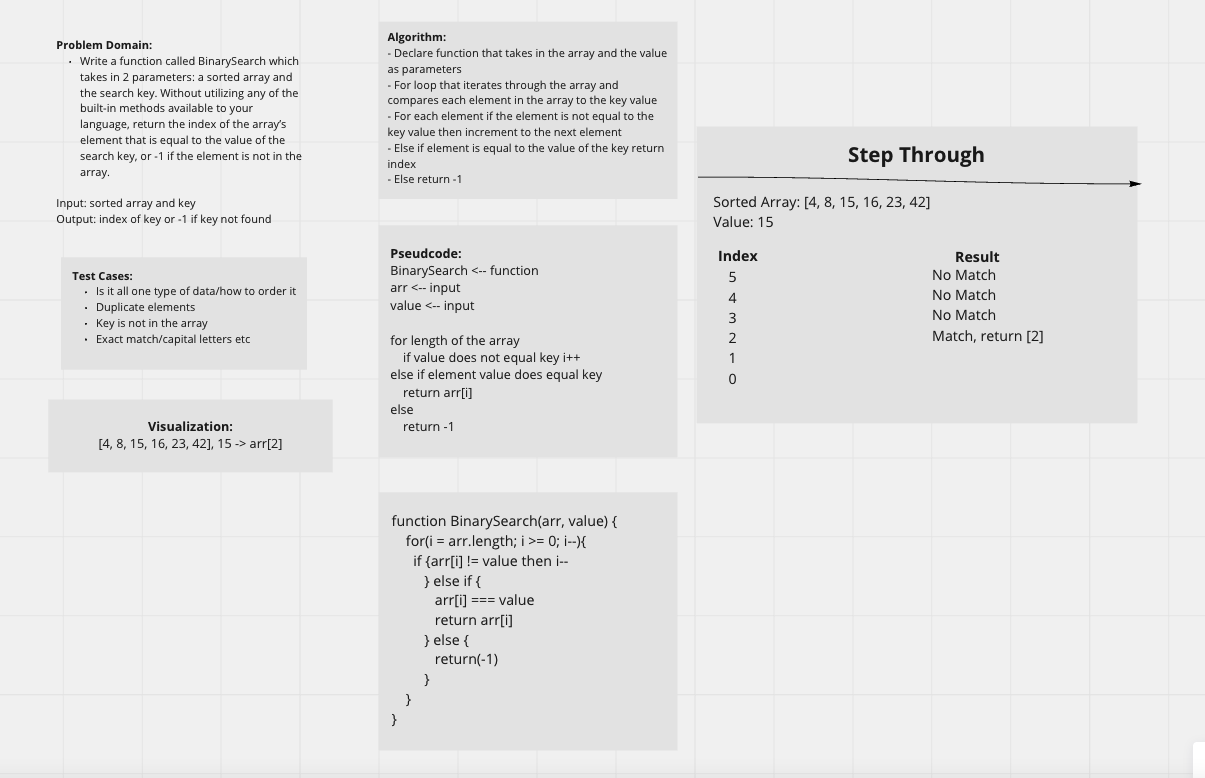 Problem Domain:
• Write a function called BinarySearch which
takes in 2 parameters: a sorted array and
the search key. Without utilizing any of the
built-in methods available to your
language, return the index of the array's
element that is equal to the value of the
search key, or -1 if the element is not in the
array.
Input: sorted array and key
Output: index of key or -1 if key not found
Test Cases:
• Is it all one type of data/how to order it
• Duplicate elements
• Key is not in the array
• Exact match/capital letters etc
Visualization:
[4, 8, 15, 16, 23, 42], 15 -> arr[2]
Algorithm:
- Declare function that takes in the array and the value
as parameters
- For loop that iterates through the array and
compares each element in the array to the key value
- For each element if the element is not equal to the
key value then increment to the next element
- Else if element is equal to the value of the key return
index
- Else return -1
Pseudcode:
BinarySearch <-- function
arr <-- input
value <-- input
for length of the array
if value does not equal key i++
else if element value does equal key
return arr[i]
else
return -1
function BinarySearch(arr, value) {
for(i = arr.length; i >= 0; i--){
if {arr[i] != value then i--
} else if {
arr[i] === value
return arr[i]
} else {
return(-1)
}
}
}
Step Through
Sorted Array: [4, 8, 15, 16, 23, 42]
Value: 15
Index Result
5 No Match
4 No Match
3 No Match
2 Match, return [2]
1
0